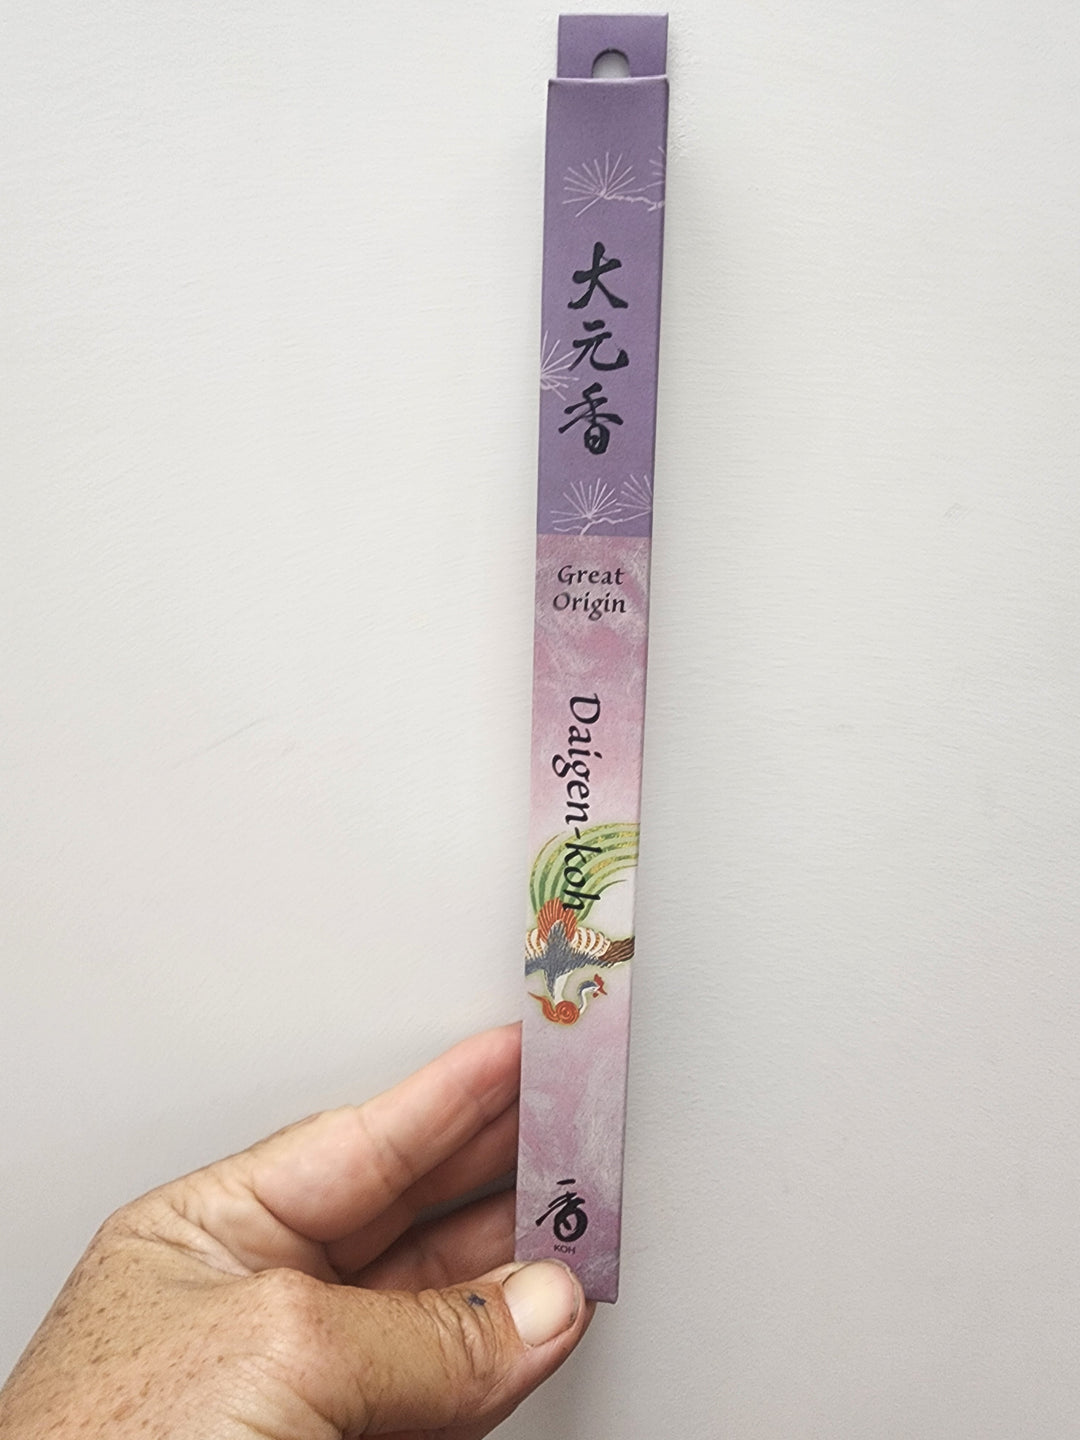 大元香
Great
Origin
Daigen-koh
香
KOH